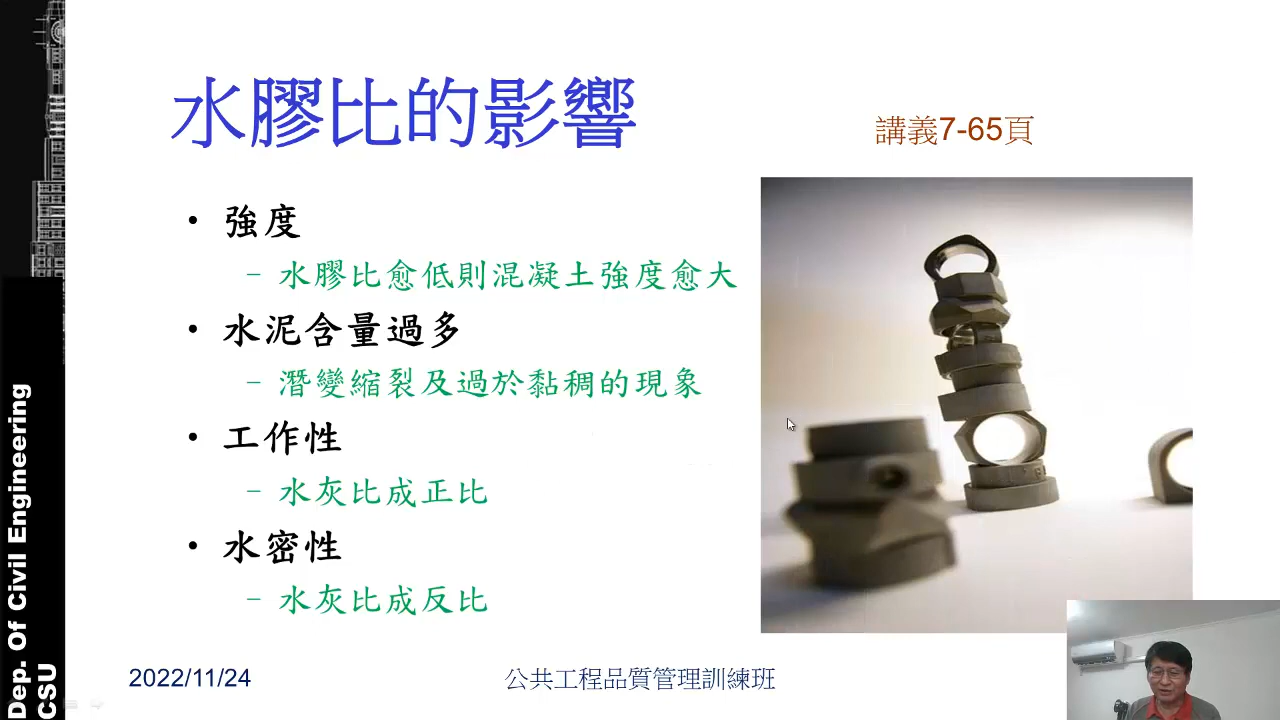 水膠比的影響
講義7-65頁
• 強度
– 水膠比愈低則混凝土強度愈大
• 水泥含量過多
– 潛變縮裂及過於黏稠的現象
• 工作性
– 水灰比成正比
• 水密性
– 水灰比成反比
2022/11/24
公共工程品質管理訓練班
Dep. Of Civil Engineering
CSU